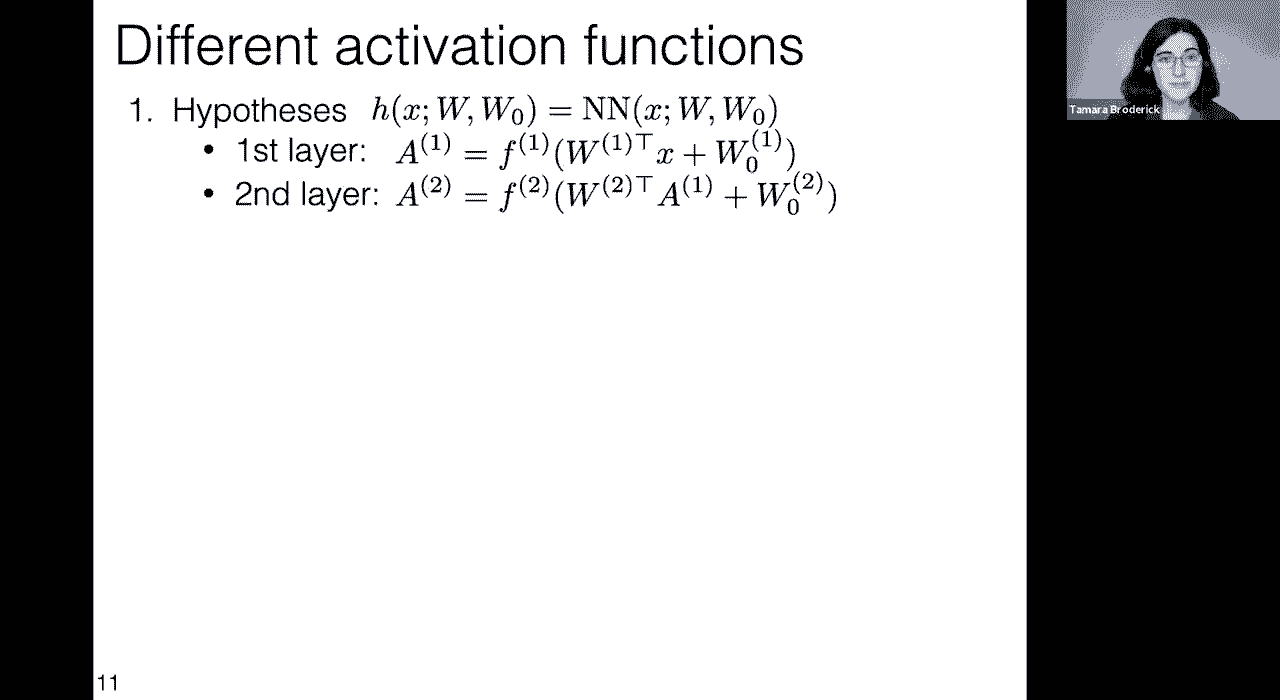 Different activation functions
1. Hypotheses $h(x; W, W_0) = \mathrm{NN}(x; W, W_0)$
• 1st layer: $A^{(1)} = f^{(1)}(W^{(1)\top} x + W_0^{(1)})$
• 2nd layer: $A^{(2)} = f^{(2)}(W^{(2)\top} A^{(1)} + W_0^{(2)})$
11
Tamara Broderick